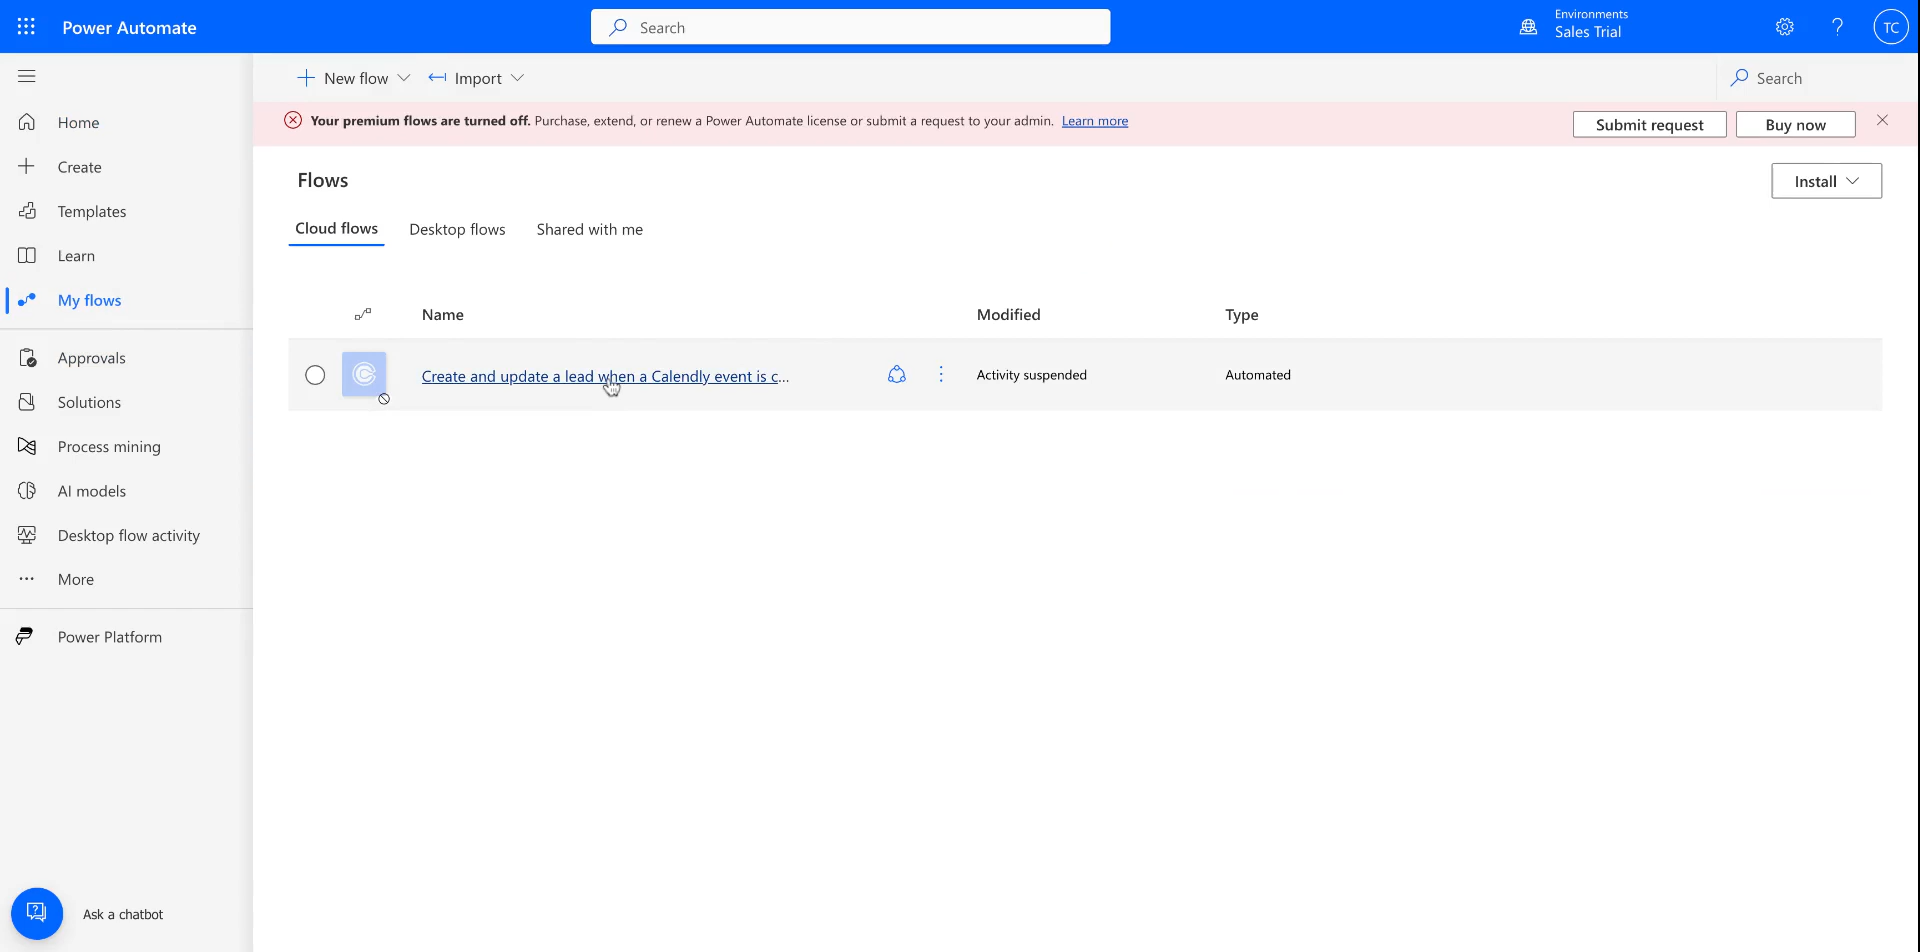 Power Automate
Search
Environments
Sales Trial
?
TC
New flow
Import
Search
Your premium flows are turned off. Purchase, extend, or renew a Power Automate license or submit a request to your admin. Learn more
Submit request
Buy now
Home
Create
Templates
Learn
My flows
Approvals
Solutions
Process mining
AI models
Desktop flow activity
More
Power Platform
Ask a chatbot
Flows
Install
Cloud flows
Desktop flows
Shared with me
Name
Modified
Type
Create and update a lead when a Calendly event is c...
Activity suspended
Automated